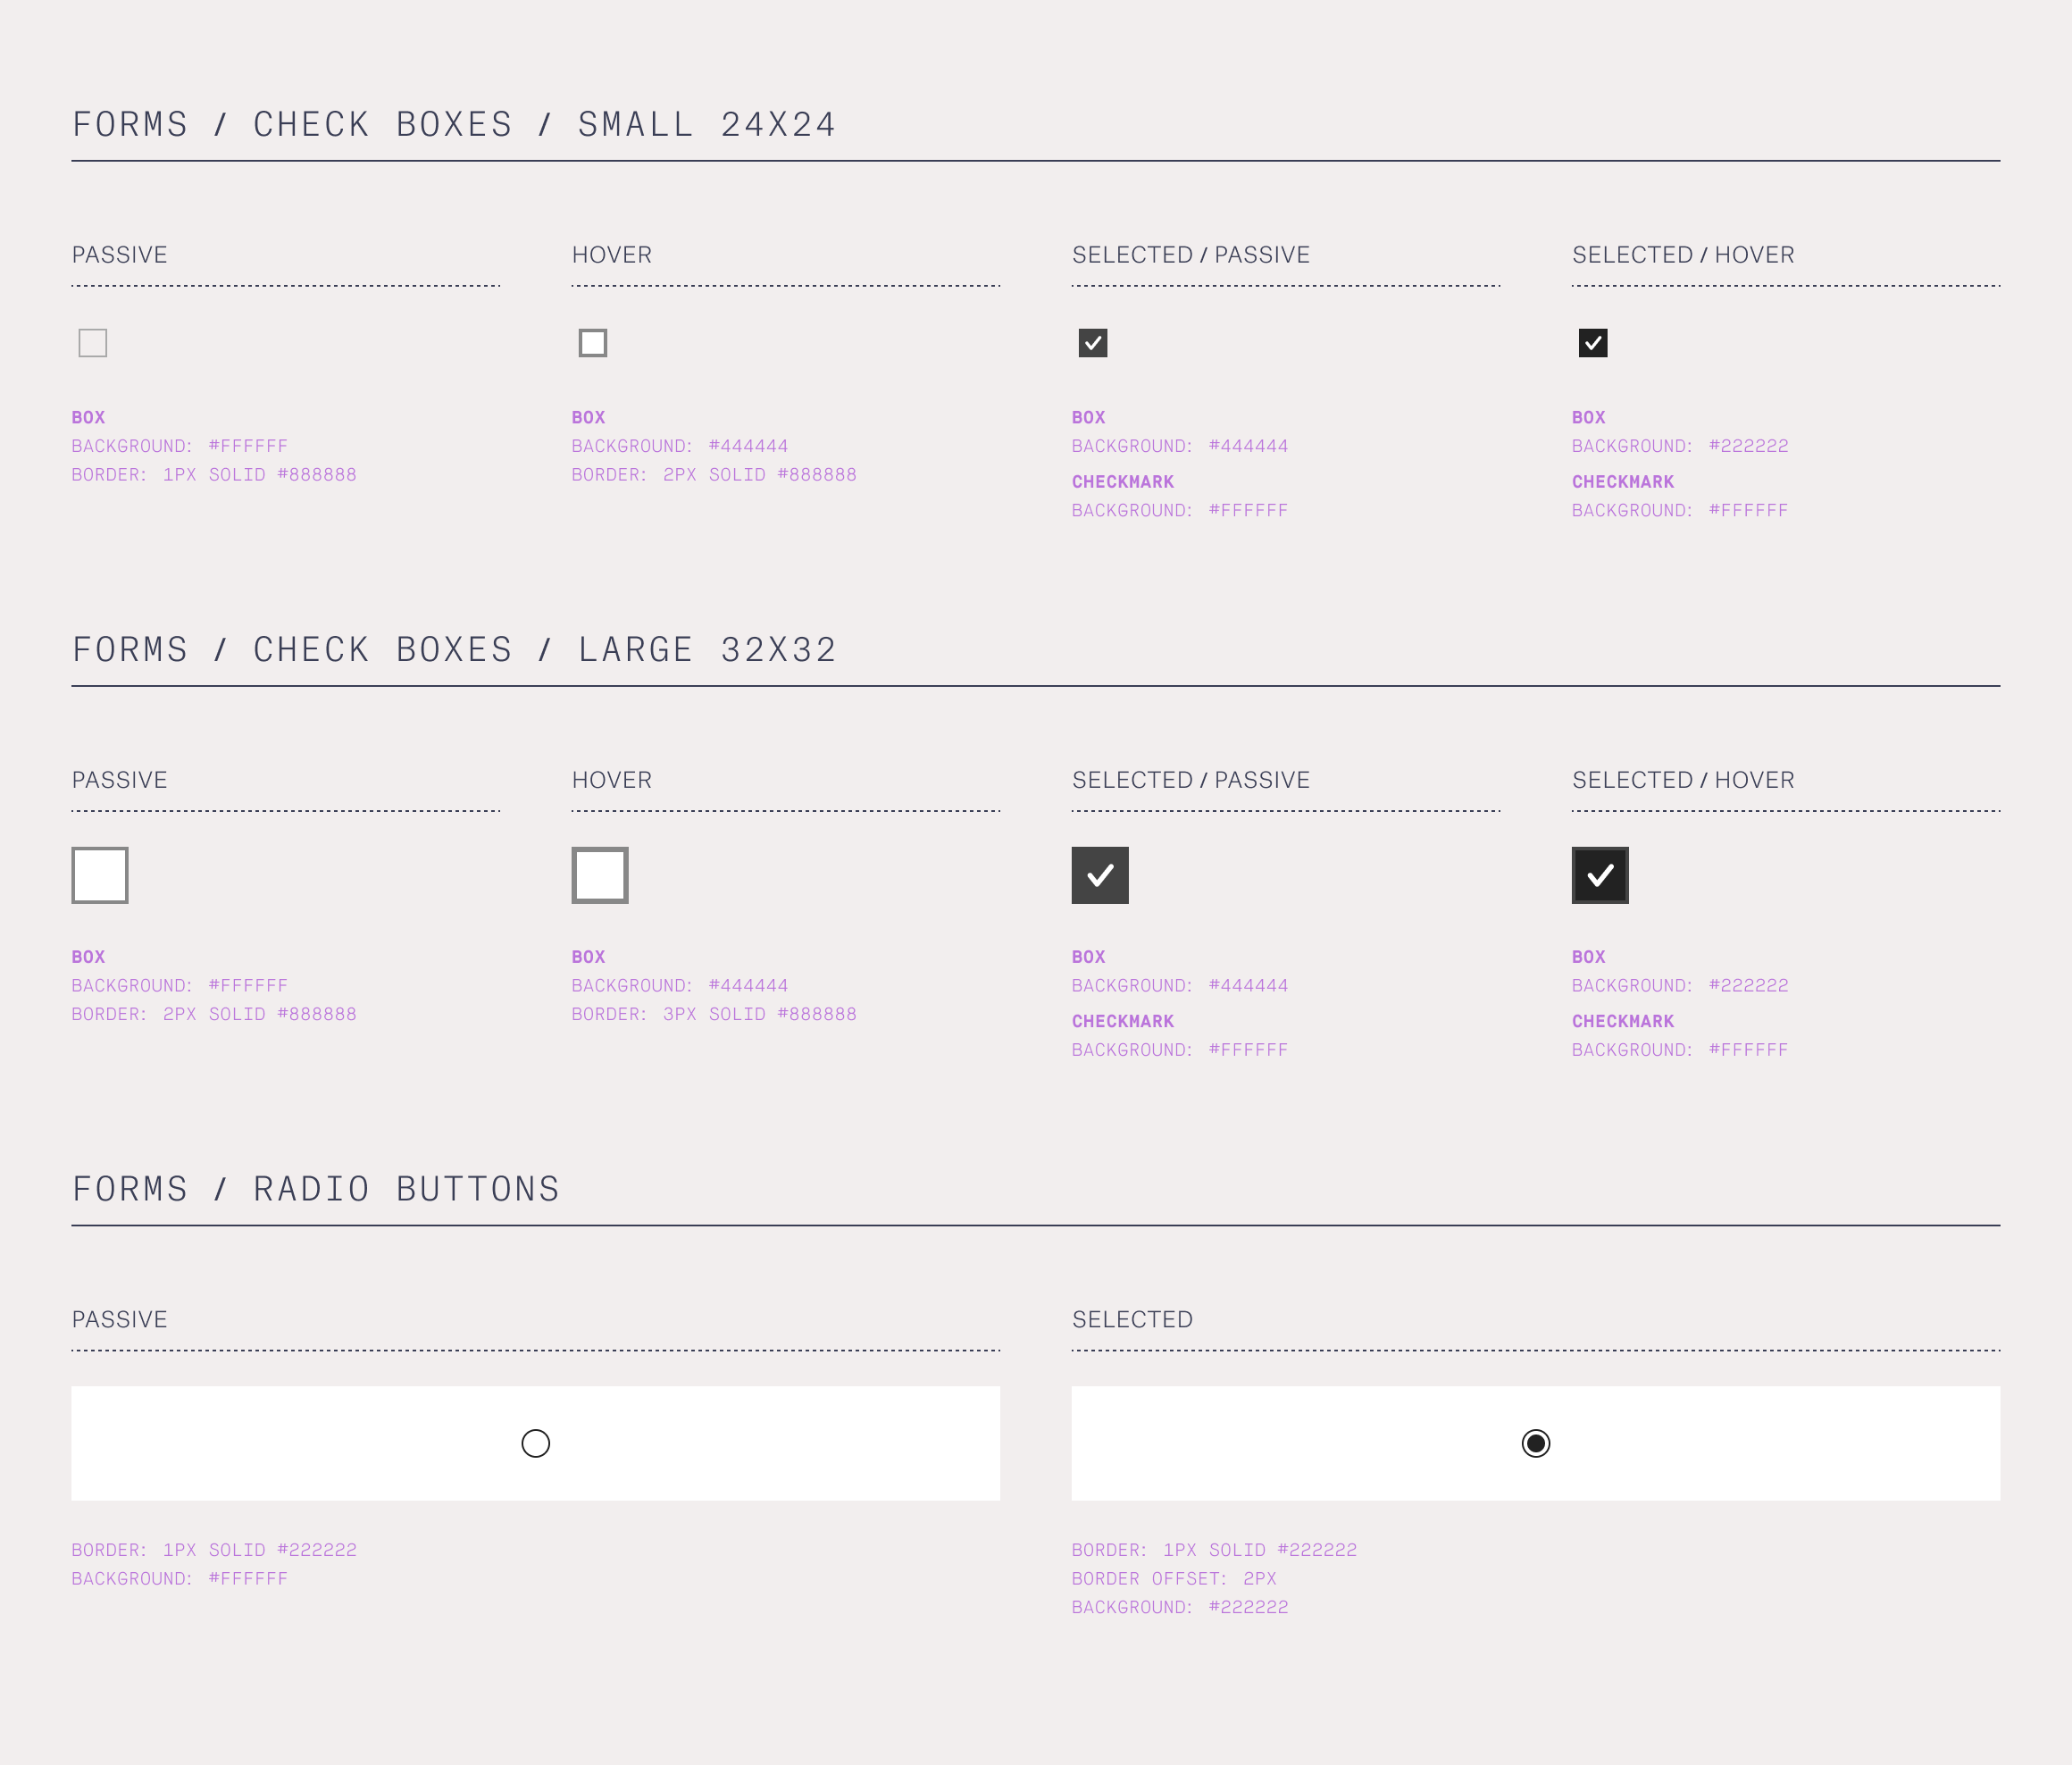 FORMS / CHECK BOXES / SMALL 24X24
PASSIVE
HOVER
SELECTED / PASSIVE
SELECTED / HOVER
BOX
BACKGROUND: #FFFFFF
BORDER: 1PX SOLID #888888
BOX
BACKGROUND: #444444
BORDER: 2PX SOLID #888888
BOX
BACKGROUND: #444444
CHECKMARK
BACKGROUND: #FFFFFF
BOX
BACKGROUND: #222222
CHECKMARK
BACKGROUND: #FFFFFF
FORMS / CHECK BOXES / LARGE 32X32
PASSIVE
HOVER
SELECTED / PASSIVE
SELECTED / HOVER
BOX
BACKGROUND: #FFFFFF
BORDER: 2PX SOLID #888888
BOX
BACKGROUND: #444444
BORDER: 3PX SOLID #888888
BOX
BACKGROUND: #444444
CHECKMARK
BACKGROUND: #FFFFFF
BOX
BACKGROUND: #222222
CHECKMARK
BACKGROUND: #FFFFFF
FORMS / RADIO BUTTONS
PASSIVE
SELECTED
BORDER: 1PX SOLID #222222
BACKGROUND: #FFFFFF
BORDER: 1PX SOLID #222222
BORDER OFFSET: 2PX
BACKGROUND: #222222